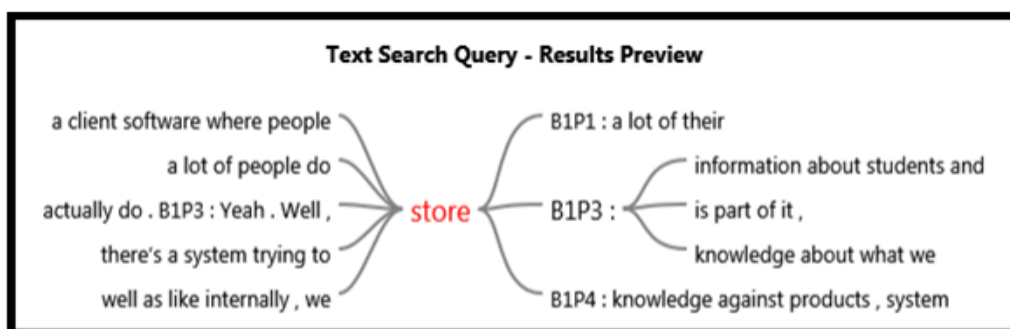 Text Search Query - Results Preview
a client software where people
a lot of people do
actually do . B1P3 : Yeah . Well ,
there's a system trying to
well as like internally , we
store
B1P1 : a lot of their
B1P3 :
information about students and
is part of it ,
knowledge about what we
B1P4 : knowledge against products , system